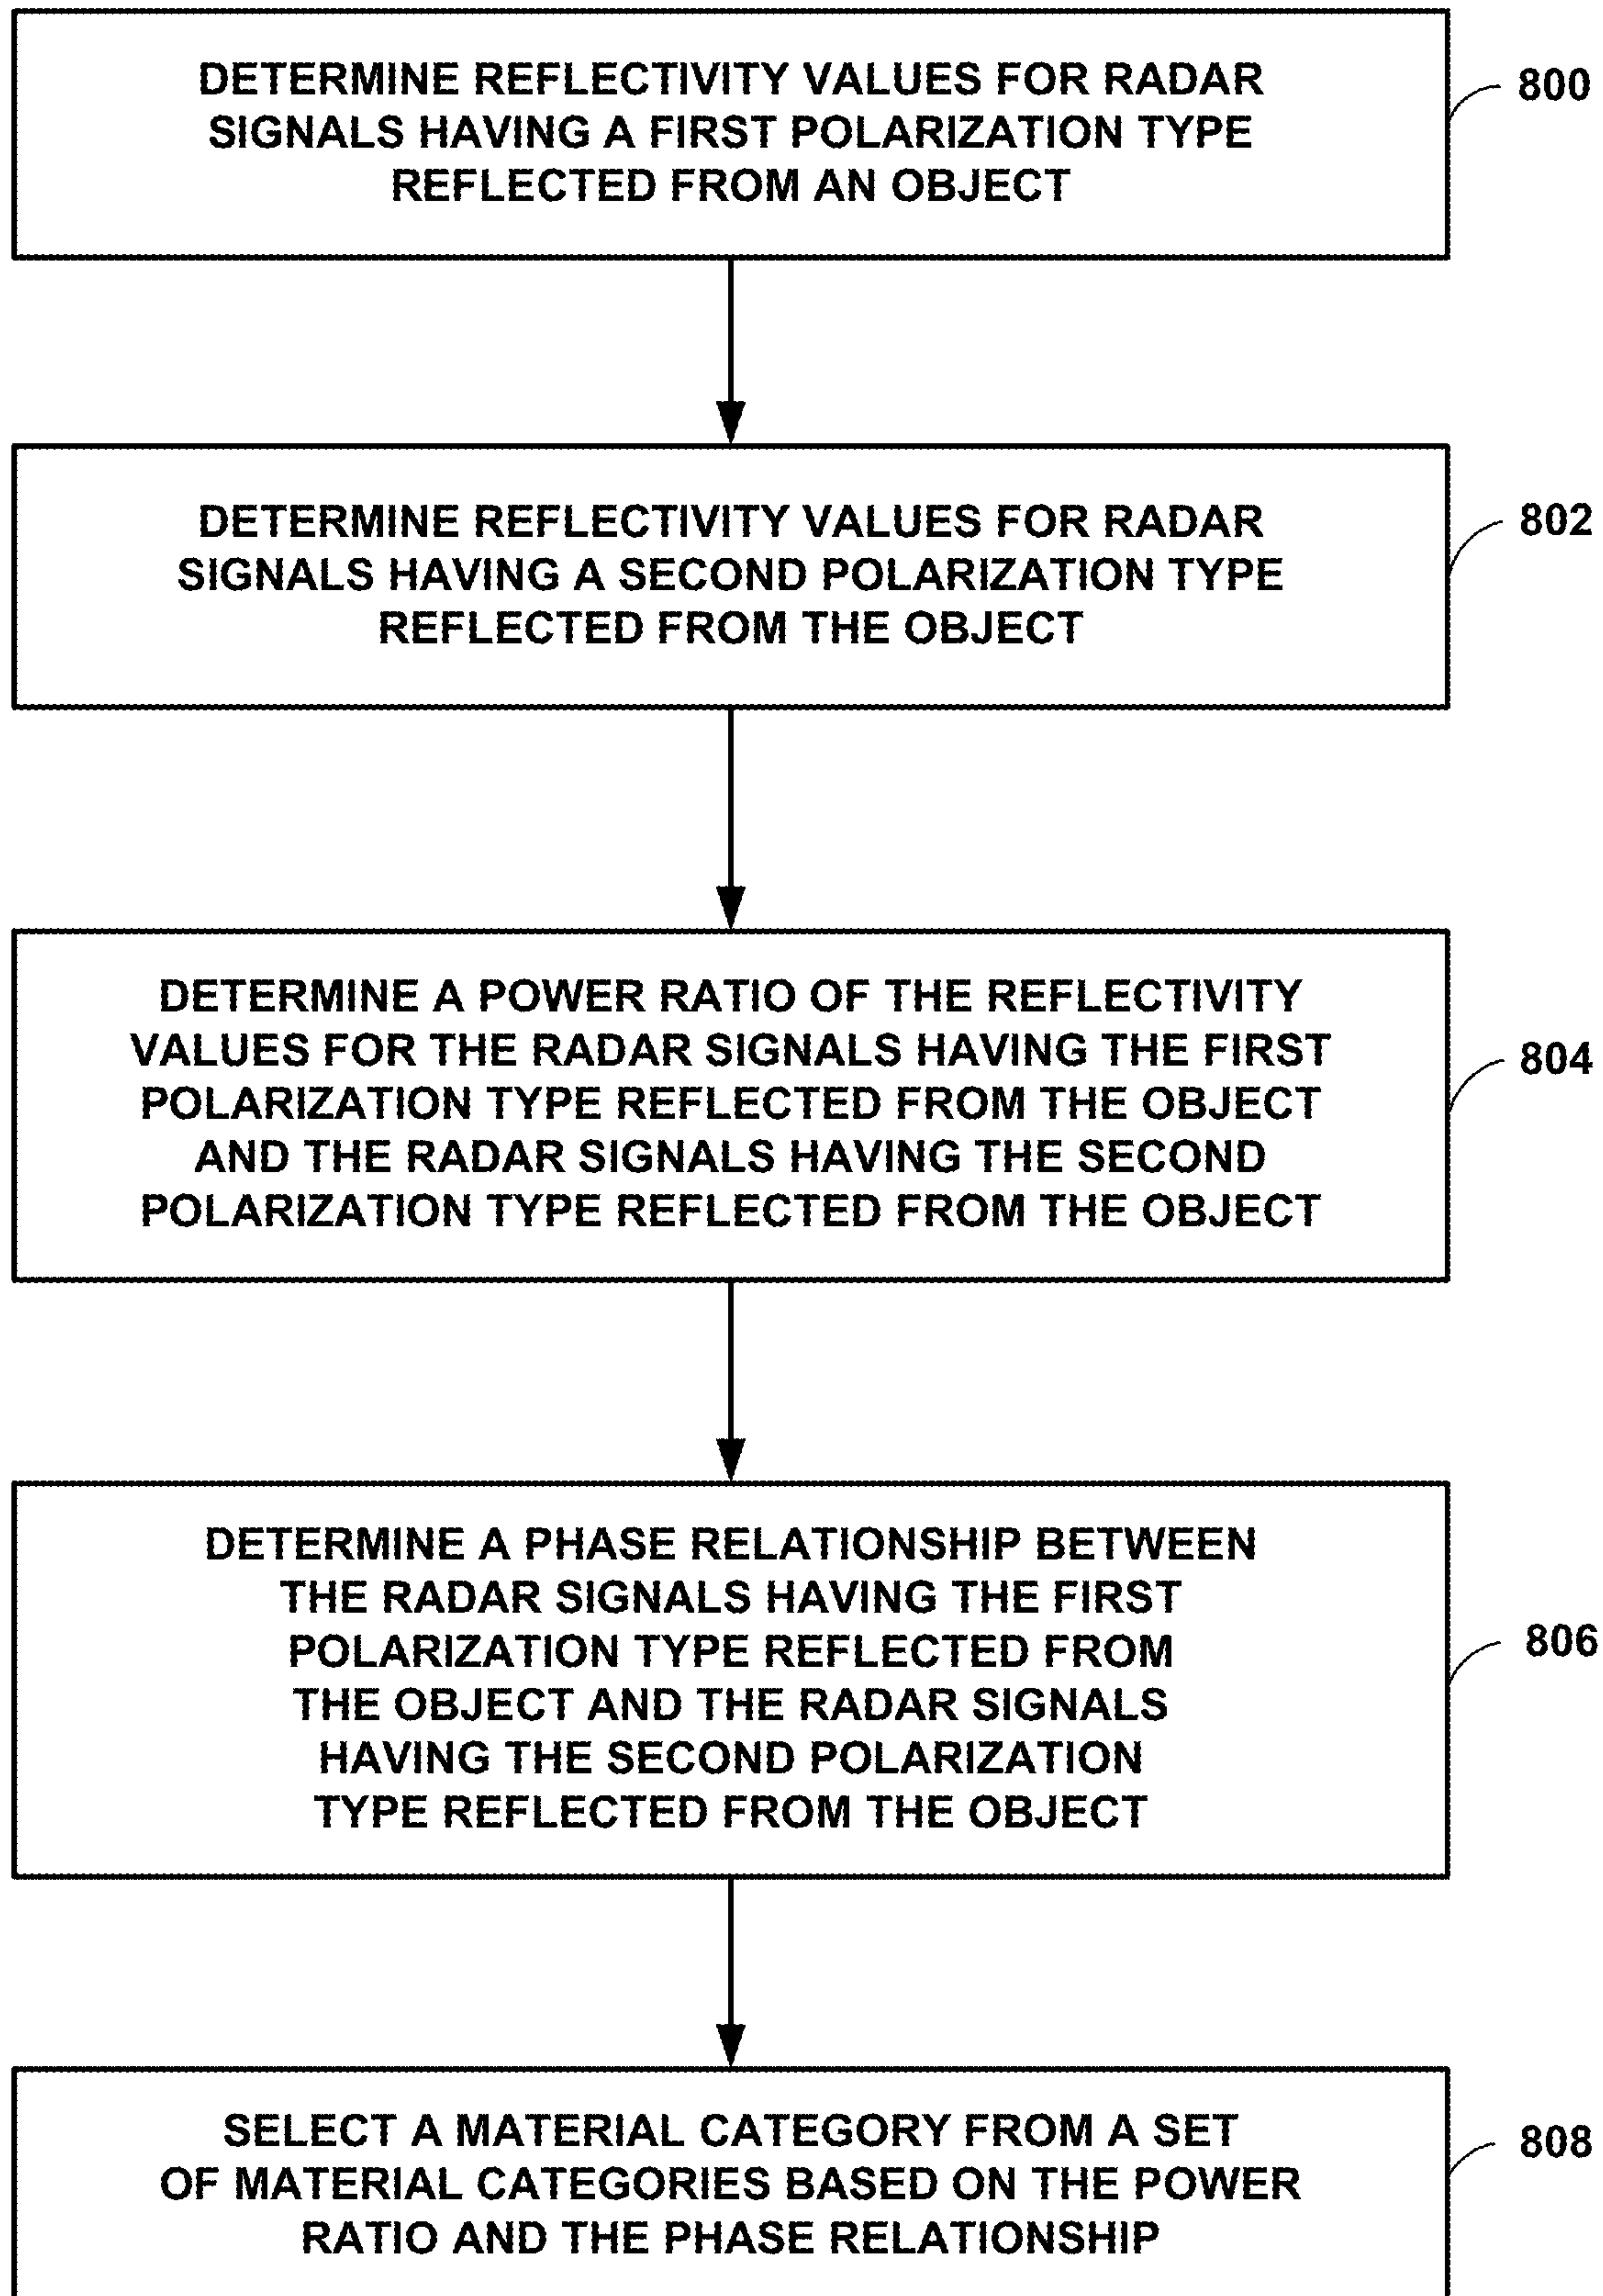 DETERMINE REFLECTIVITY VALUES FOR RADAR
SIGNALS HAVING A FIRST POLARIZATION TYPE
REFLECTED FROM AN OBJECT
800
DETERMINE REFLECTIVITY VALUES FOR RADAR
SIGNALS HAVING A SECOND POLARIZATION TYPE
REFLECTED FROM THE OBJECT
802
DETERMINE A POWER RATIO OF THE REFLECTIVITY
VALUES FOR THE RADAR SIGNALS HAVING THE FIRST
POLARIZATION TYPE REFLECTED FROM THE OBJECT
AND THE RADAR SIGNALS HAVING THE SECOND
POLARIZATION TYPE REFLECTED FROM THE OBJECT
804
DETERMINE A PHASE RELATIONSHIP BETWEEN
THE RADAR SIGNALS HAVING THE FIRST
POLARIZATION TYPE REFLECTED FROM
THE OBJECT AND THE RADAR SIGNALS
HAVING THE SECOND POLARIZATION
TYPE REFLECTED FROM THE OBJECT
806
SELECT A MATERIAL CATEGORY FROM A SET
OF MATERIAL CATEGORIES BASED ON THE POWER
RATIO AND THE PHASE RELATIONSHIP
808